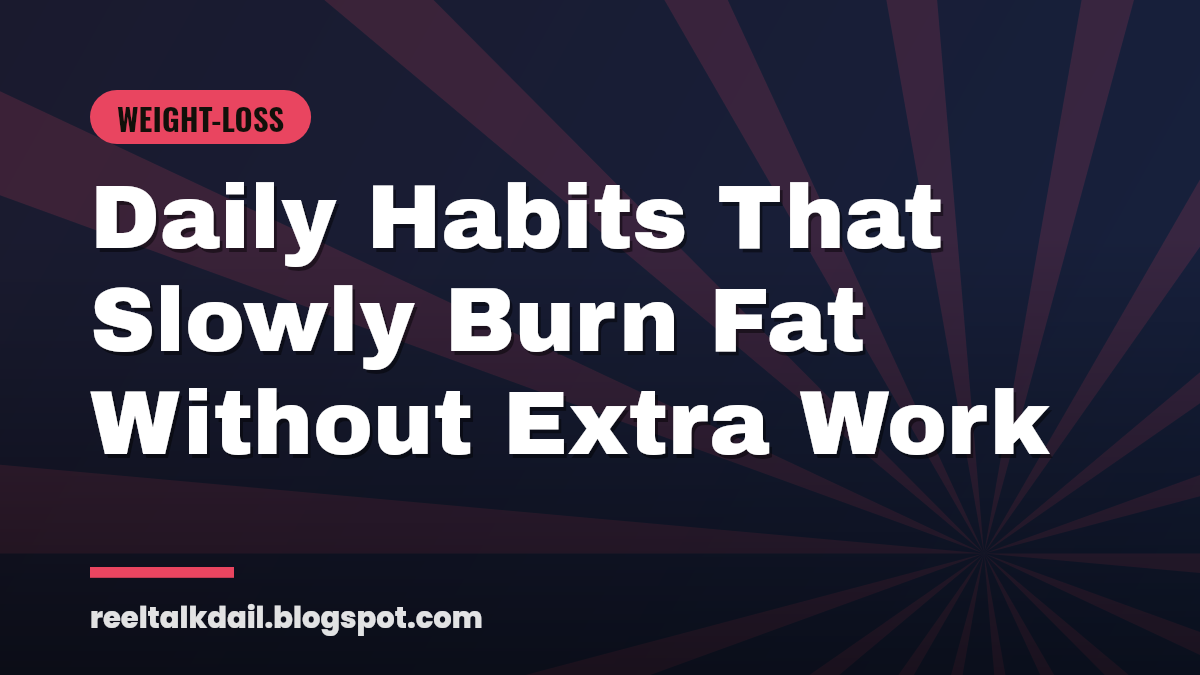 WEIGHT-LOSS
Daily Habits That
Slowly Burn Fat
Without Extra Work
reeltalkdail.blogspot.com